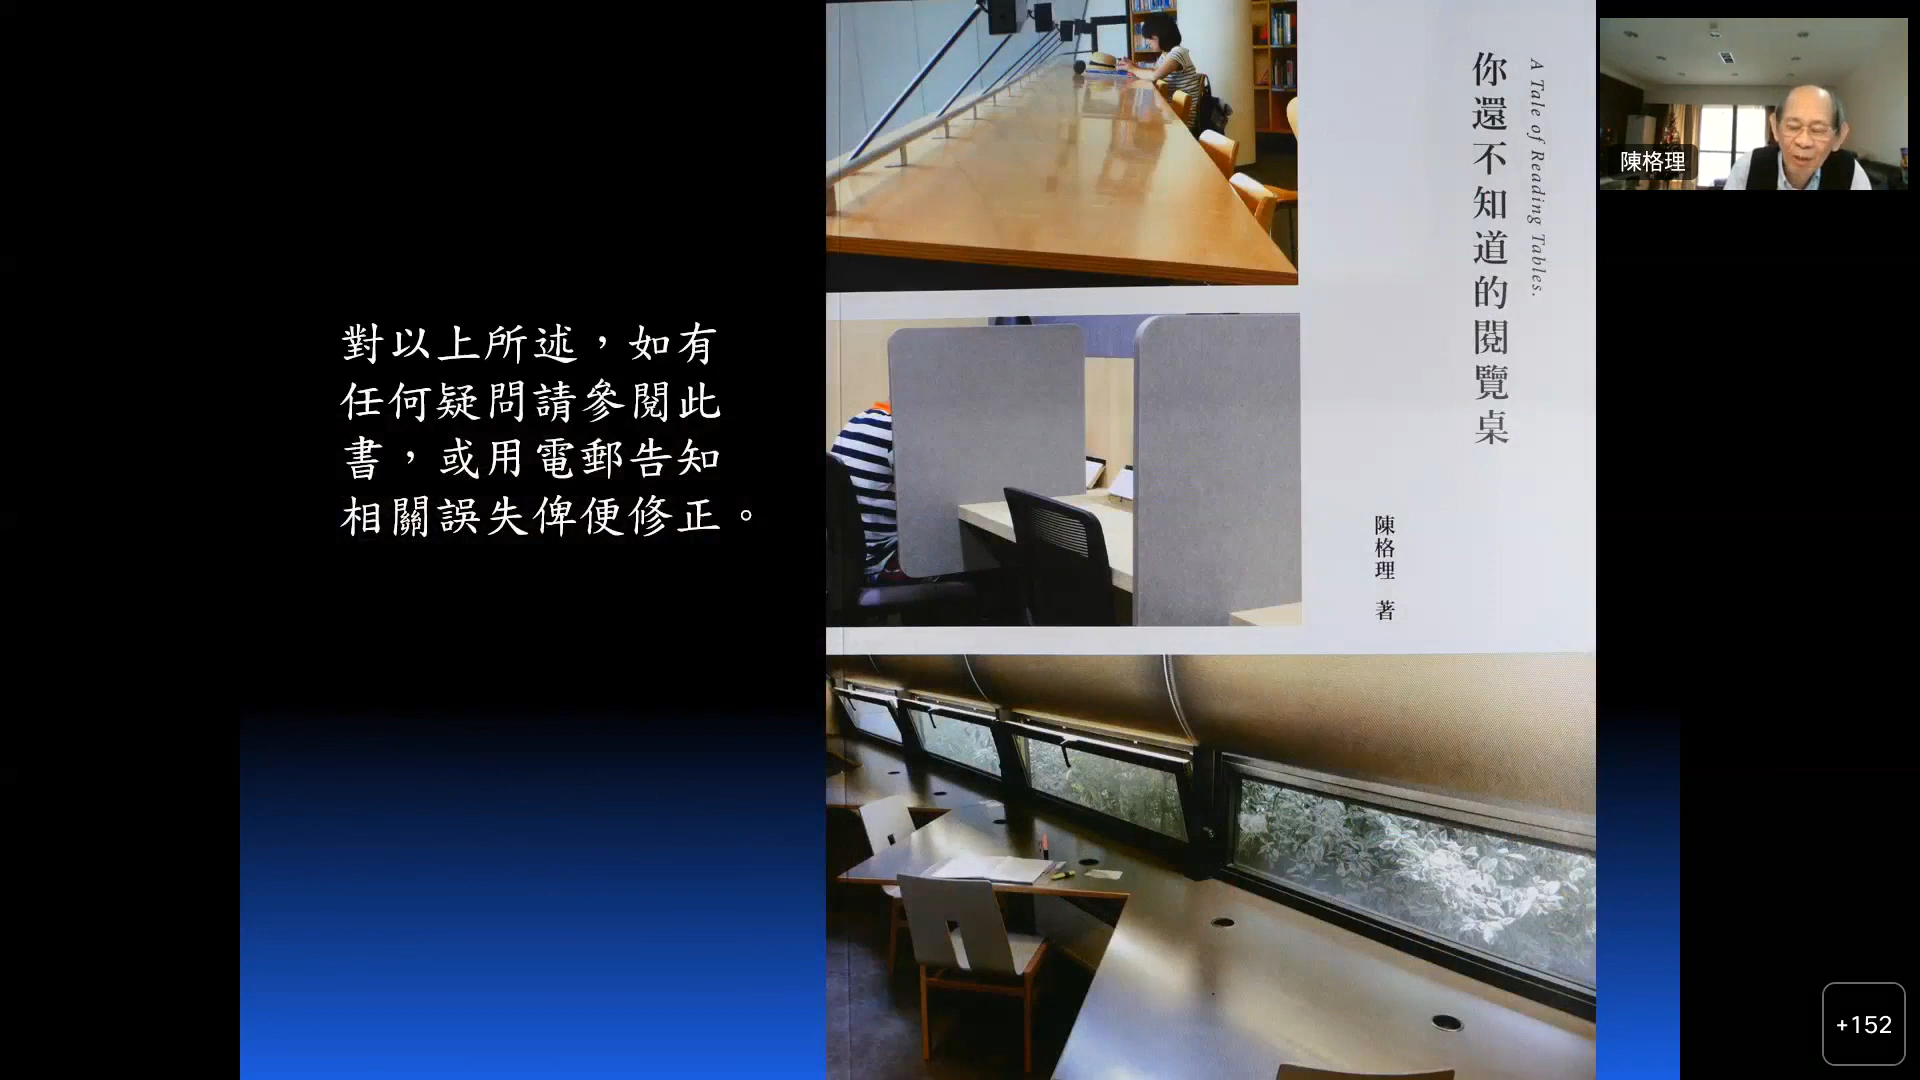 對以上所述，如有
任何疑問請參閱此
書，或用電郵告知
相關誤失俾便修正。
A Tale of Reading Tables.
你還不知道的閱覽桌
陳格理 著
陳格理
+152